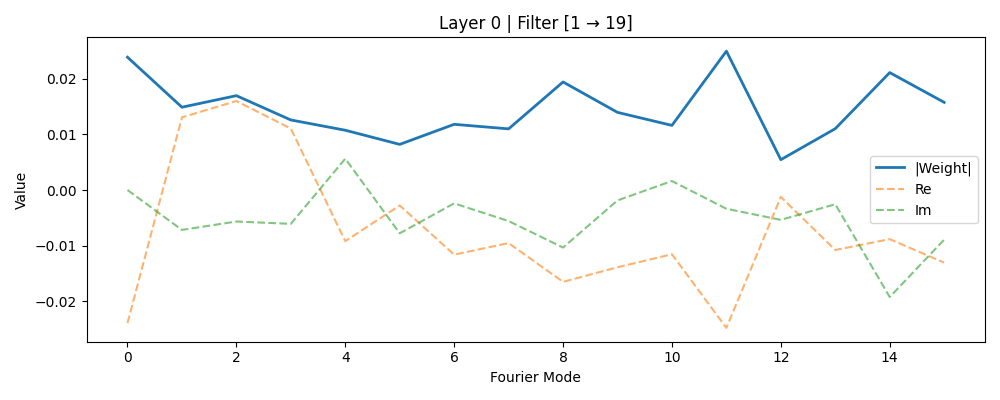 Layer 0 | Filter [1 → 19]
0.02
0.01
0.00
−0.01
−0.02
Value
|Weight|
Re
Im
0 2 4 6 8 10 12 14
Fourier Mode